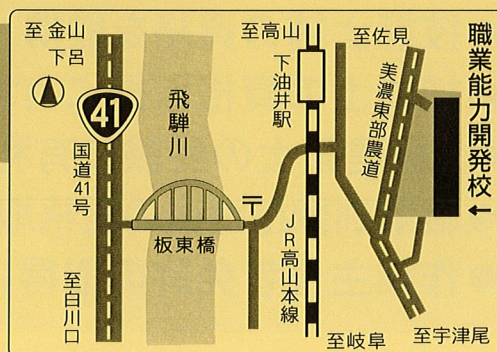 至金山
下呂
41
国道41号
至白川口
飛騨川
板東橋
〒
至高山
下油井駅
JR高山本線
至岐阜
至佐見
美濃東部農道
至宇津尾
職業能力開発校←